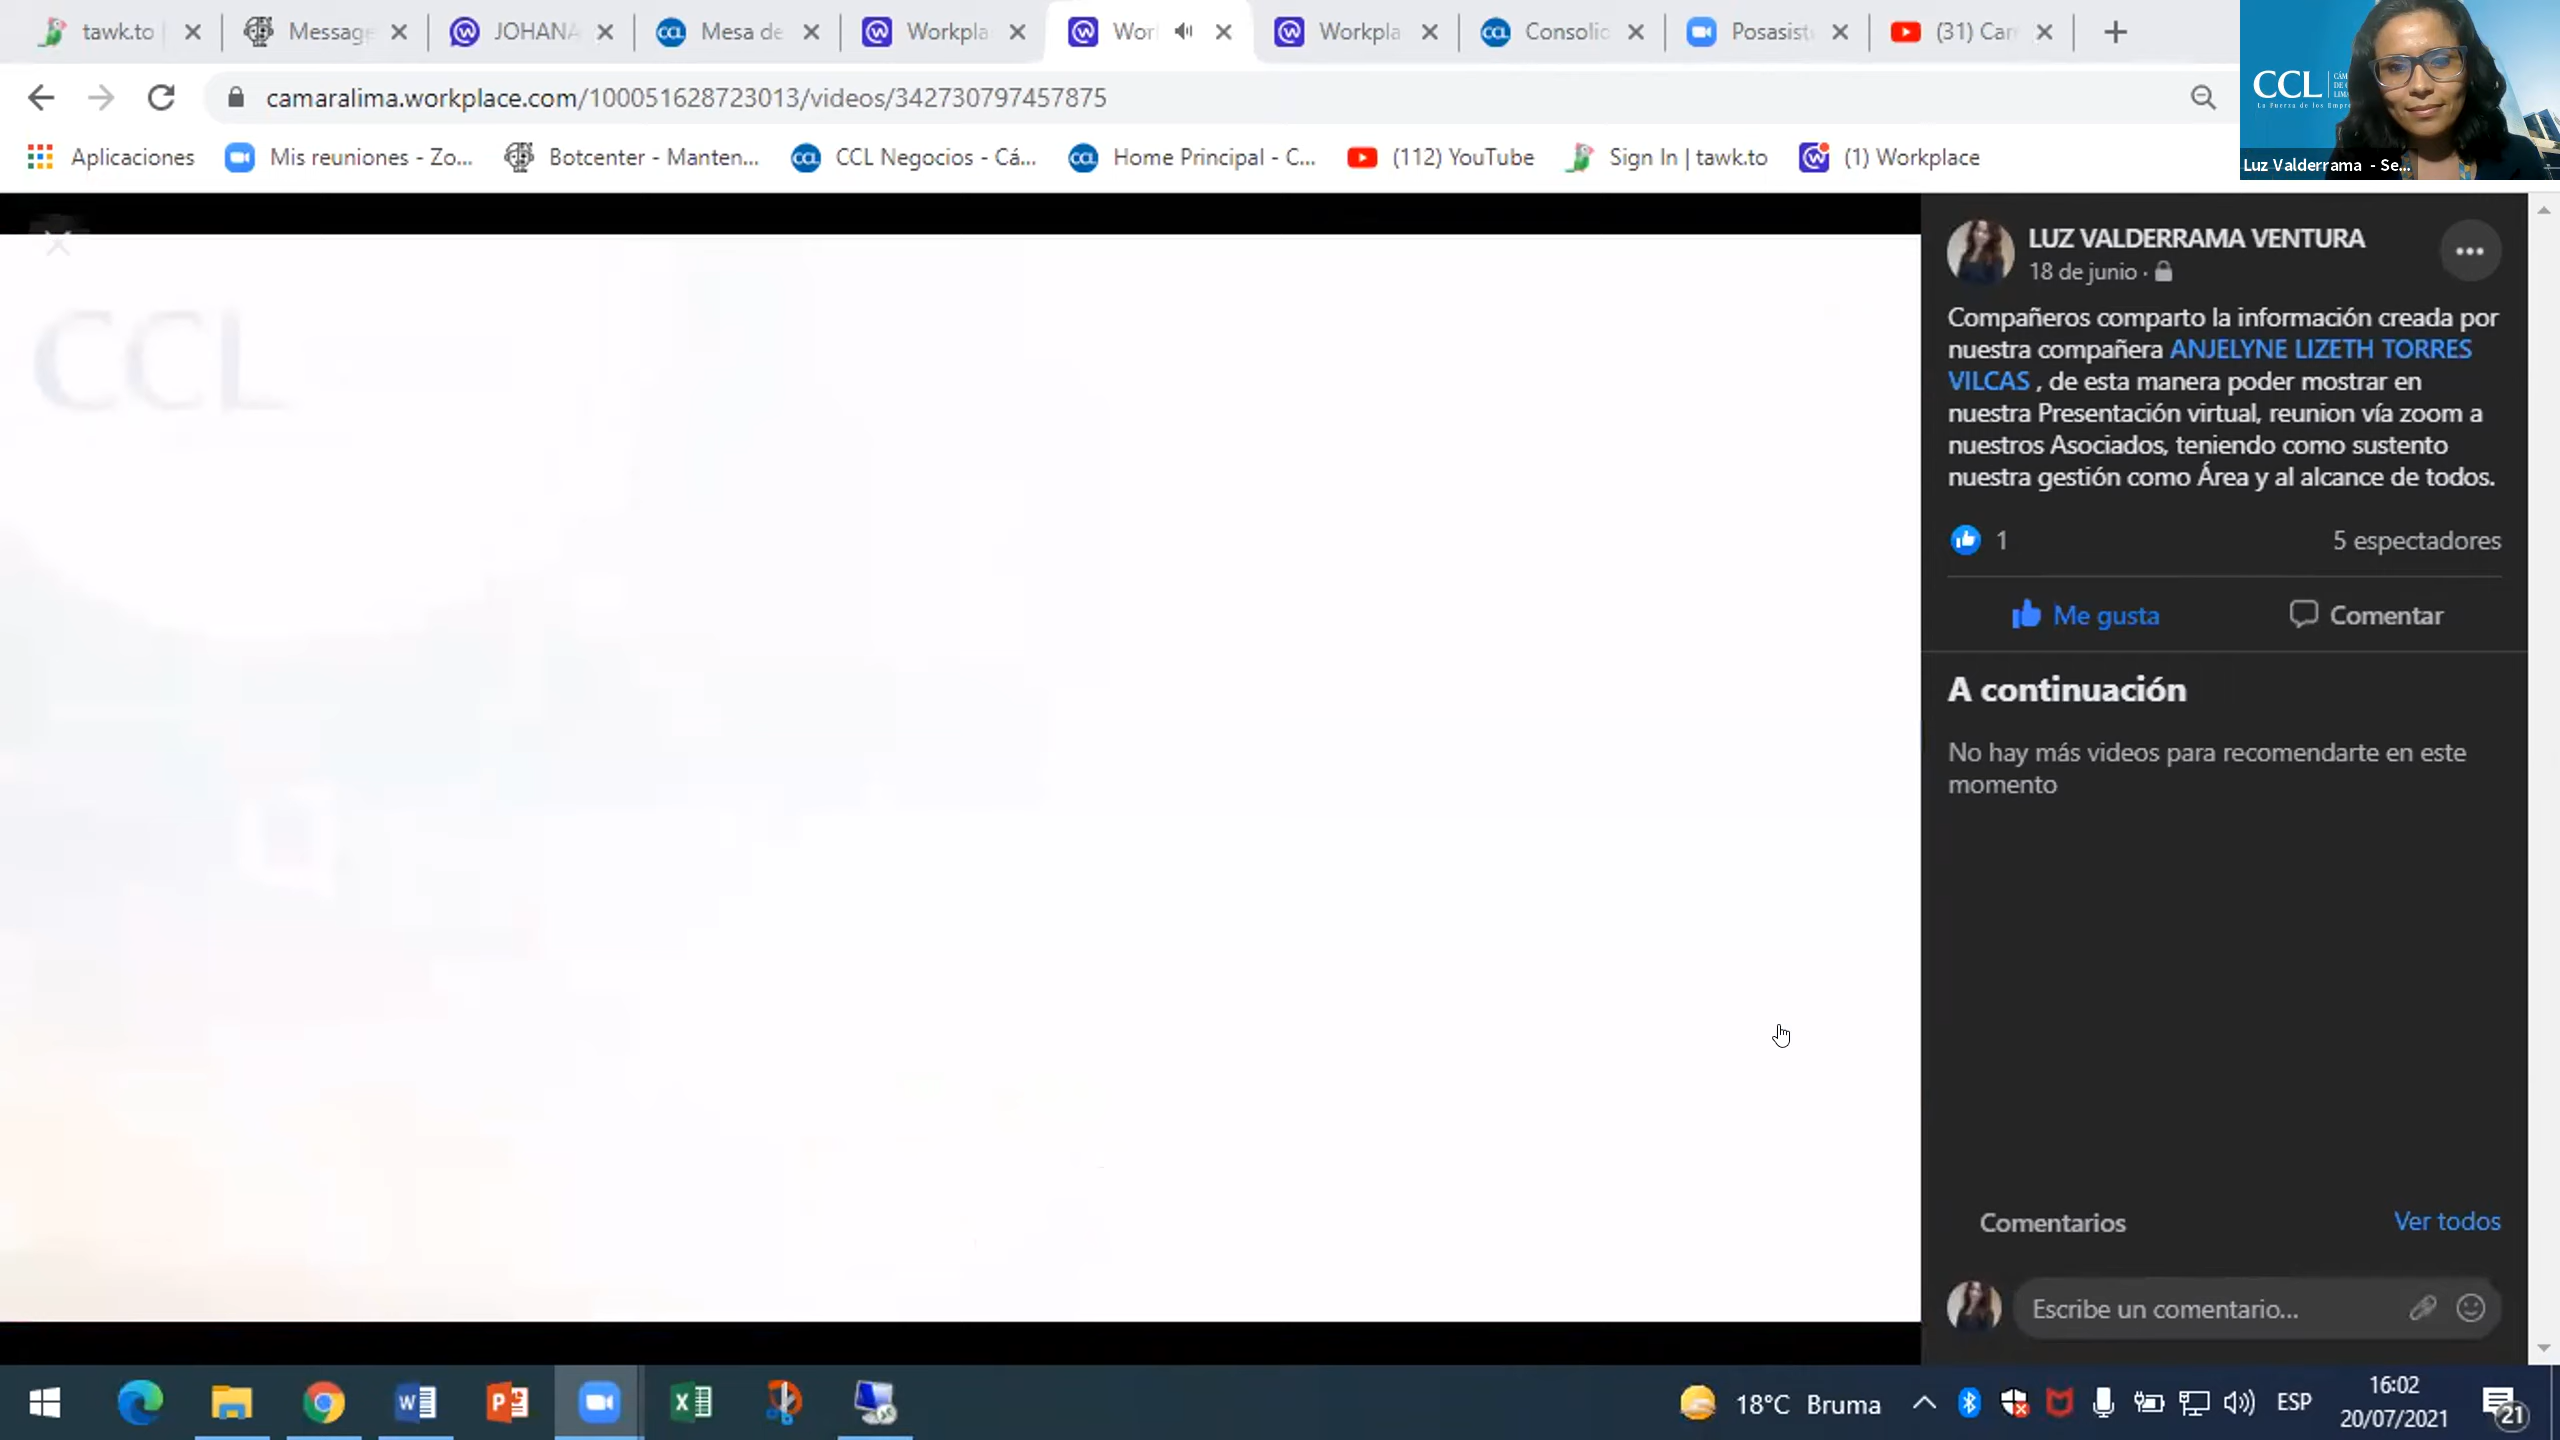 tawk.to
Message
JOHANA
Mesa de
Workpla
Wor
Workpla
Consolic
Posasist
(31) Can
camaralima.workplace.com/100051628723013/videos/342730797457875
Aplicaciones
Mis reuniones - Zo...
Botcenter - Manten...
CCL Negocios - Cá...
Home Principal - C...
(112) YouTube
Sign In | tawk.to
(1) Workplace
CCL
Luz Valderrama - Se...
CCL
LUZ VALDERRAMA VENTURA
18 de junio ·
Compañeros comparto la información creada por
nuestra compañera ANJELYNE LIZETH TORRES
VILCAS , de esta manera poder mostrar en
nuestra Presentación virtual, reunion vía zoom a
nuestros Asociados, teniendo como sustento
nuestra gestión como Área y al alcance de todos.
1
5 espectadores
Me gusta
Comentar
A continuación
No hay más videos para recomendarte en este
momento
Comentarios
Ver todos
Escribe un comentario...
18°C Bruma
ESP
16:02
20/07/2021
21